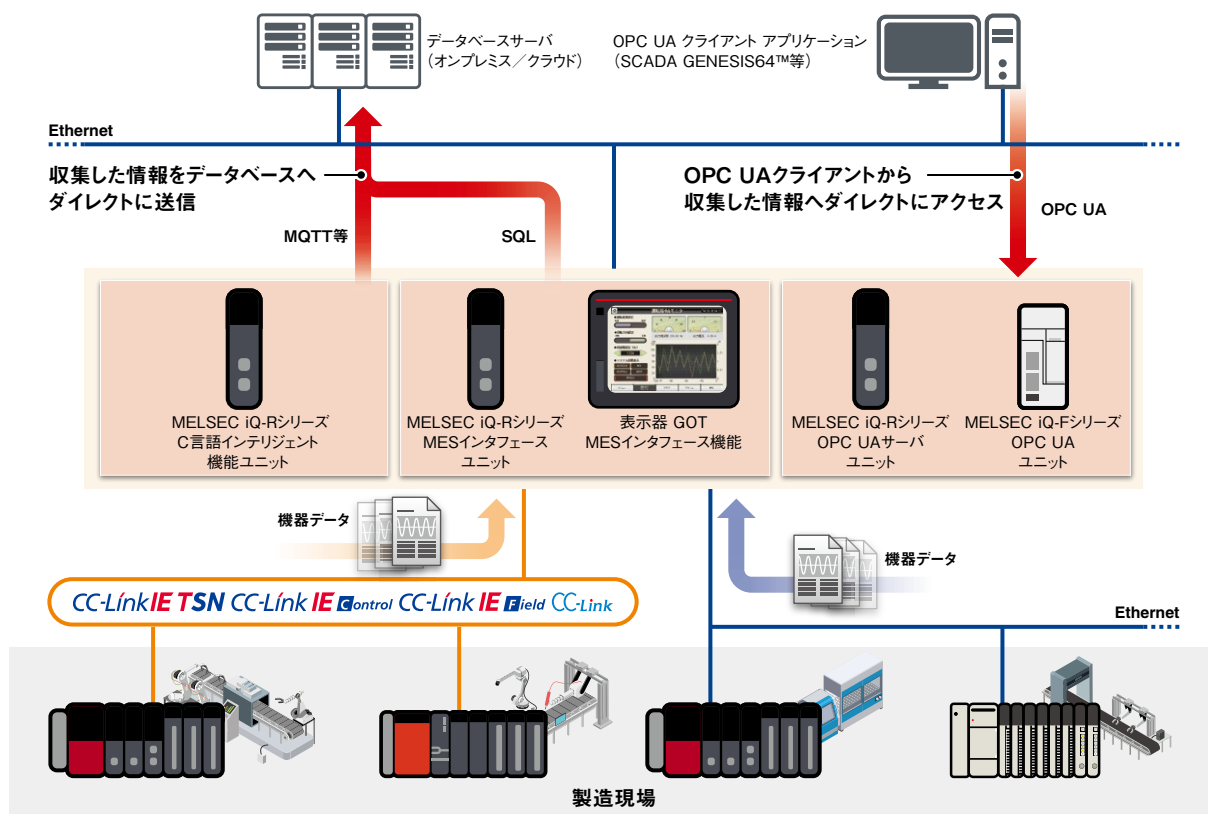 データベースサーバ
（オンプレミス／クラウド）
OPC UA クライアント アプリケーション
（SCADA GENESIS64™等）
Ethernet
収集した情報をデータベースへ
ダイレクトに送信
OPC UAクライアントから
収集した情報へダイレクトにアクセス
MQTT等
SQL
OPC UA
MELSEC iQ-Rシリーズ
C言語インテリジェント
機能ユニット
MELSEC iQ-Rシリーズ
MESインタフェース
ユニット
表示器 GOT
MESインタフェース機能
MELSEC iQ-Rシリーズ
OPC UAサーバ
ユニット
MELSEC iQ-Fシリーズ
OPC UA
ユニット
機器データ
機器データ
CC-Link IE TSN CC-Link IE Control CC-Link IE Field CC-Link
Ethernet
製造現場